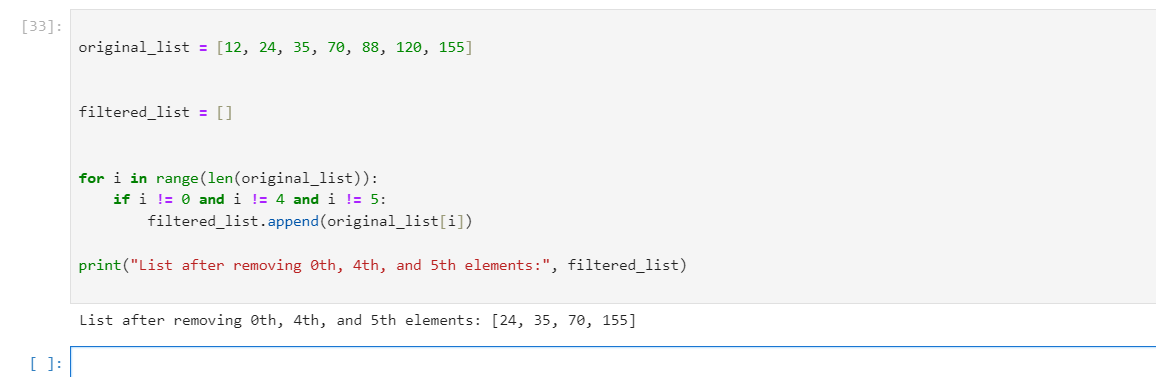 [33]:
original_list = [12, 24, 35, 70, 88, 120, 155]
filtered_list = []
for i in range(len(original_list)):
    if i != 0 and i != 4 and i != 5:
        filtered_list.append(original_list[i])
print("List after removing 0th, 4th, and 5th elements:", filtered_list)
List after removing 0th, 4th, and 5th elements: [24, 35, 70, 155]
[ ]: